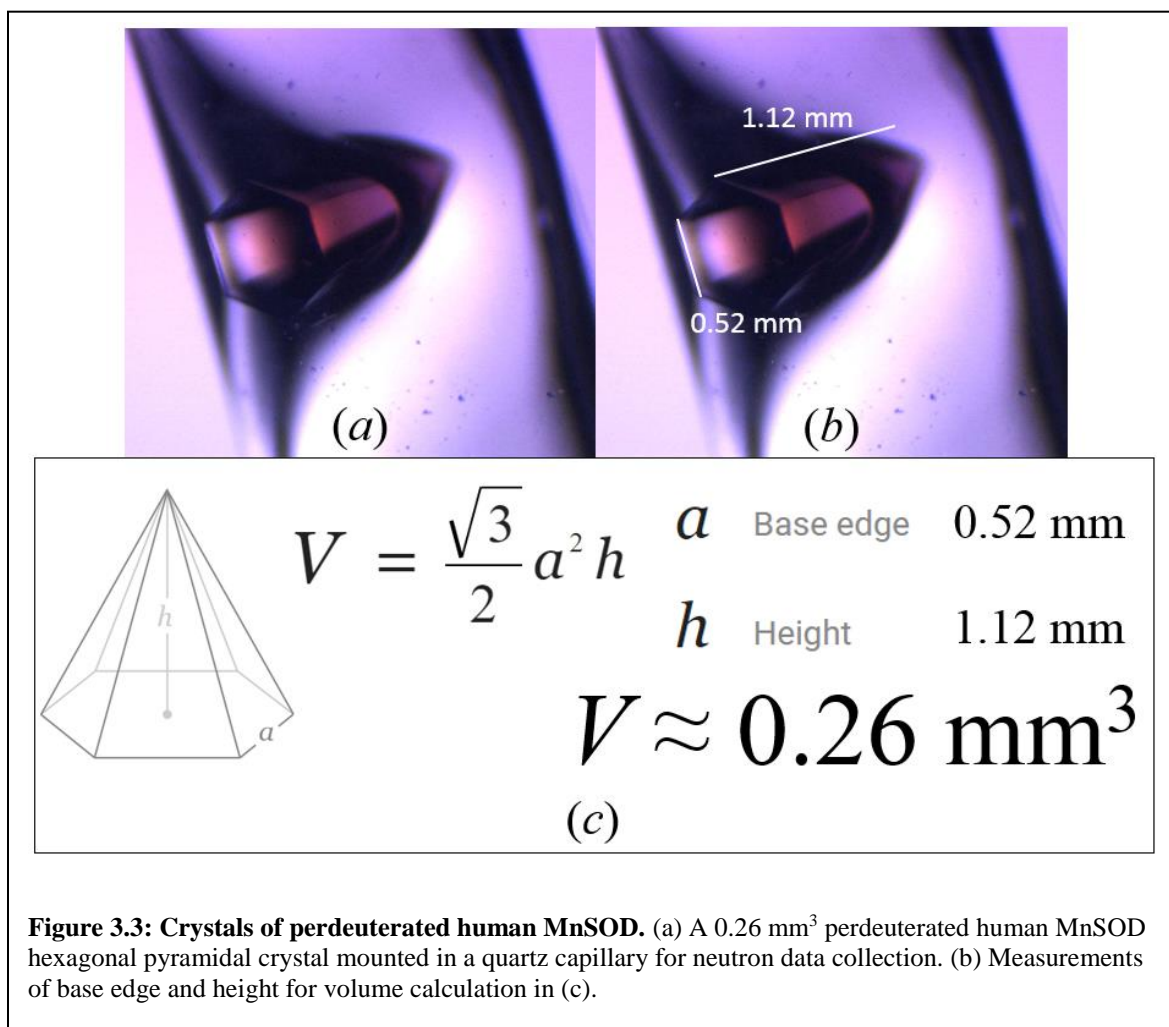 1.12 mm
0.52 mm
(a)
(b)
h
a
V = √3/2 a² h
a Base edge 0.52 mm
h Height 1.12 mm
V ≈ 0.26 mm³
(c)
Figure 3.3: Crystals of perdeuterated human MnSOD. (a) A 0.26 mm³ perdeuterated human MnSOD
hexagonal pyramidal crystal mounted in a quartz capillary for neutron data collection. (b) Measurements
of base edge and height for volume calculation in (c).